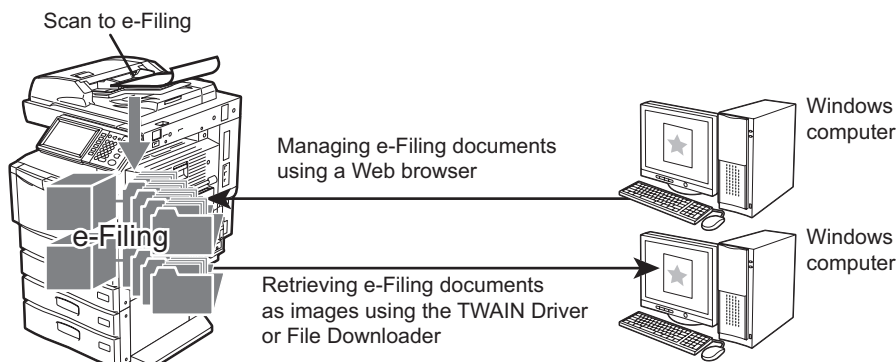 Scan to e-Filing
Managing e-Filing documents
using a Web browser
Windows
computer
e-Filing
Retrieving e-Filing documents
as images using the TWAIN Driver
or File Downloader
Windows
computer